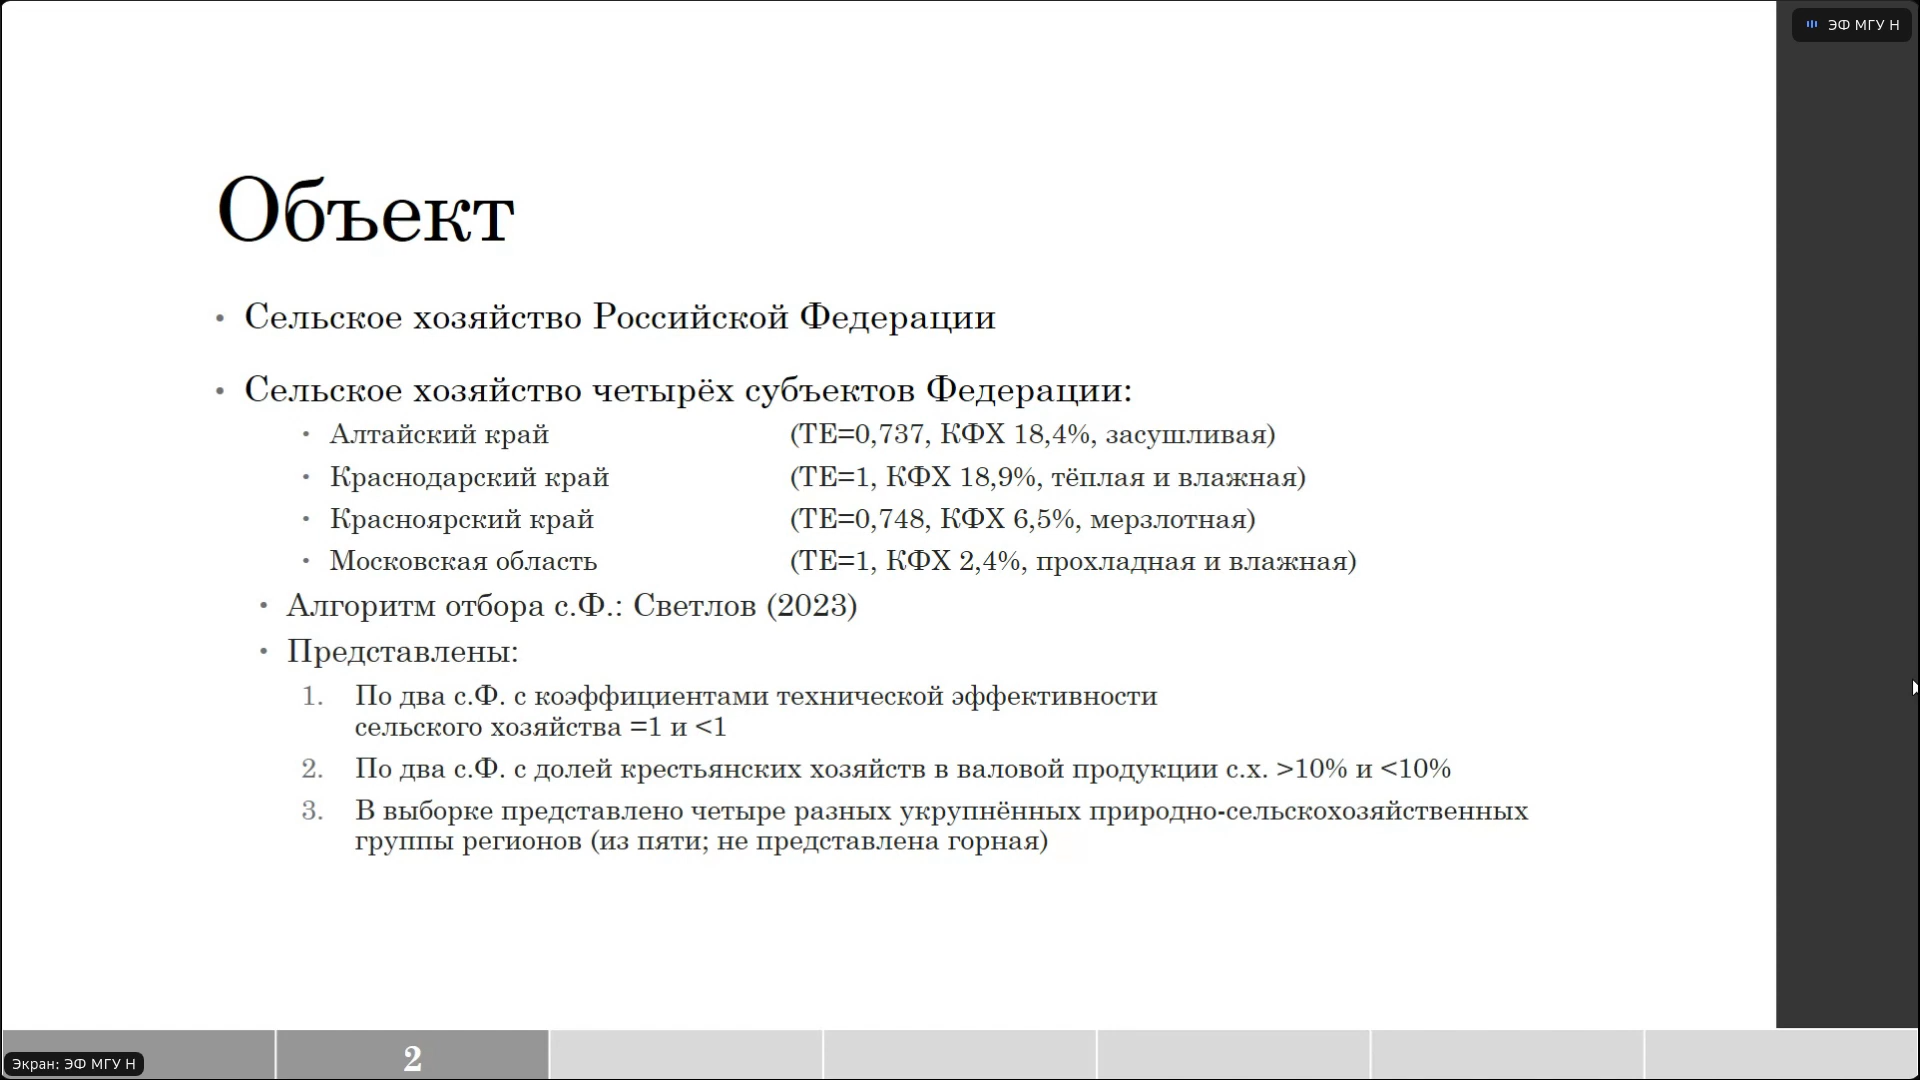 ЭФ МГУ Н
Объект
• Сельское хозяйство Российской Федерации
• Сельское хозяйство четырёх субъектов Федерации:
• Алтайский край (TE=0,737, КФХ 18,4%, засушливая)
• Краснодарский край (TE=1, КФХ 18,9%, тёплая и влажная)
• Красноярский край (TE=0,748, КФХ 6,5%, мерзлотная)
• Московская область (TE=1, КФХ 2,4%, прохладная и влажная)
• Алгоритм отбора с.Ф.: Светлов (2023)
• Представлены:
1. По два с.Ф. с коэффициентами технической эффективности
сельского хозяйства =1 и <1
2. По два с.Ф. с долей крестьянских хозяйств в валовой продукции с.х. >10% и <10%
3. В выборке представлено четыре разных укрупнённых природно-сельскохозяйственных
группы регионов (из пяти; не представлена горная)
2
Экран: ЭФ МГУ Н